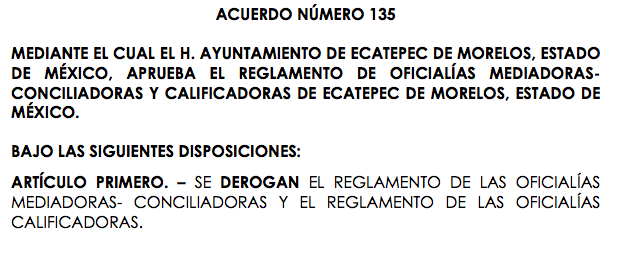 ACUERDO NÚMERO 135
MEDIANTE EL CUAL EL H. AYUNTAMIENTO DE ECATEPEC DE MORELOS, ESTADO
DE MÉXICO, APRUEBA EL REGLAMENTO DE OFICIALÍAS MEDIADORAS-
CONCILIADORAS Y CALIFICADORAS DE ECATEPEC DE MORELOS, ESTADO DE
MÉXICO.
BAJO LAS SIGUIENTES DISPOSICIONES:
ARTÍCULO PRIMERO. – SE DEROGAN EL REGLAMENTO DE LAS OFICIALÍAS
MEDIADORAS- CONCILIADORAS Y EL REGLAMENTO DE LAS OFICIALÍAS
CALIFICADORAS.